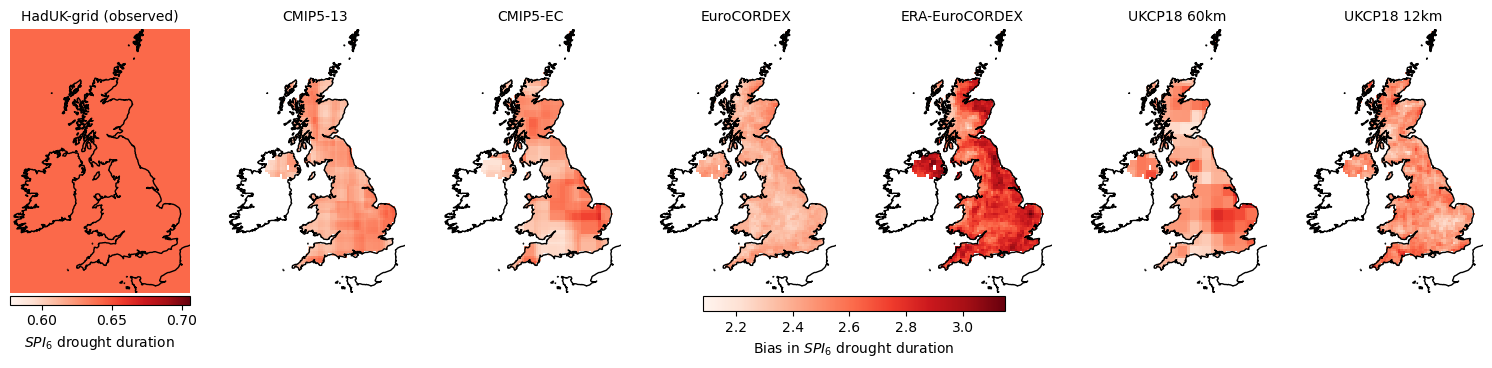 HadUK-grid (observed) CMIP5-13 CMIP5-EC EuroCORDEX ERA-EuroCORDEX UKCP18 60km UKCP18 12km
0.60 0.65 0.70
SPI₆ drought duration
2.2 2.4 2.6 2.8 3.0
Bias in SPI₆ drought duration